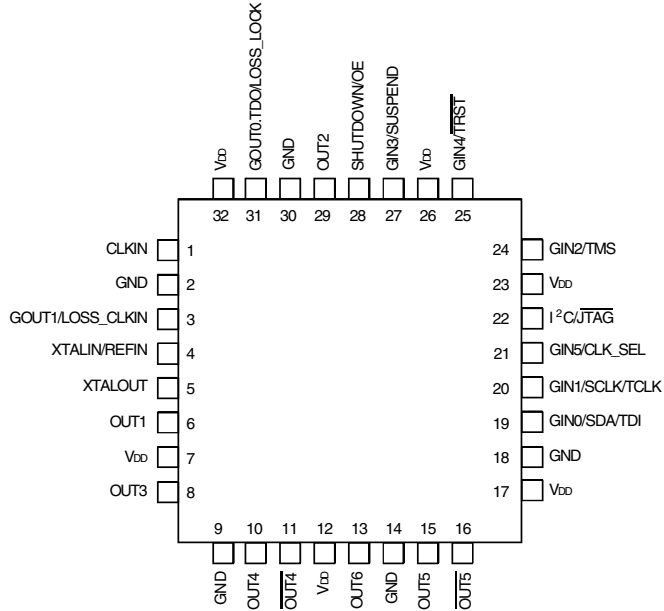 VDD
GOUT0.TDO/LOSS_LOCK
GND
OUT2
SHUTDOWN/OE
GIN3/SUSPEND
VDD
GIN4/TRST
32 31 30 29 28 27 26 25
CLKIN 1
GND 2
GOUT1/LOSS_CLKIN 3
XTALIN/REFIN 4
XTALOUT 5
OUT1 6
VDD 7
OUT3 8
24 GIN2/TMS
23 VDD
22 I²C/JTAG
21 GIN5/CLK_SEL
20 GIN1/SCLK/TCLK
19 GIN0/SDA/TDI
18 GND
17 VDD
9 10 11 12 13 14 15 16
GND
OUT4
OUT4
VDD
OUT6
GND
OUT5
OUT5